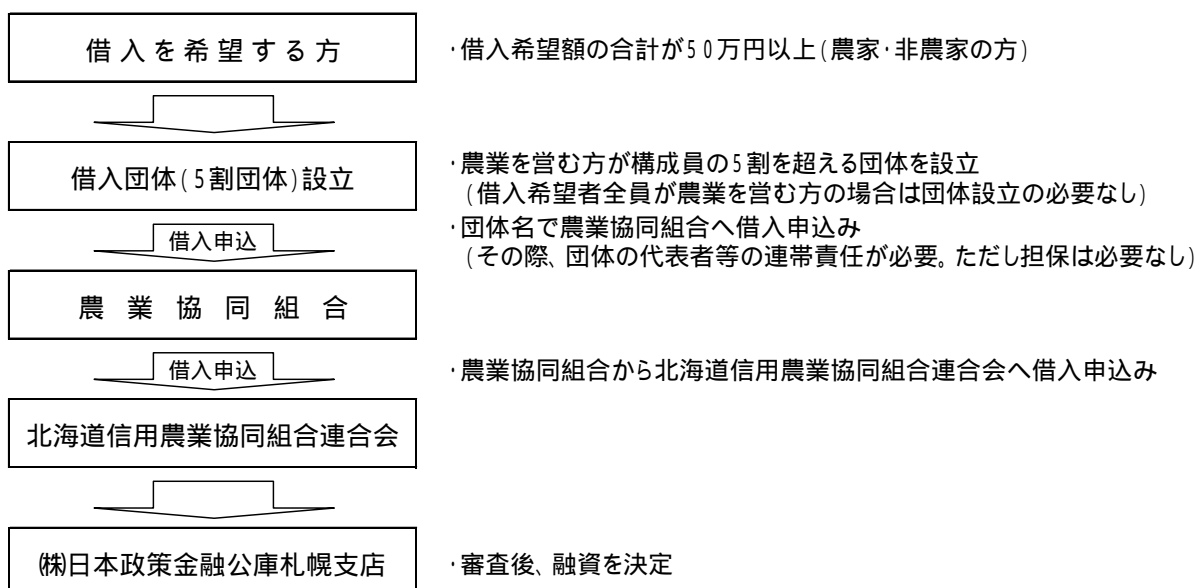 借入を希望する方
・借入希望額の合計が50万円以上(農家・非農家の方)
借入団体(5割団体)設立
・農業を営む方が構成員の5割を超える団体を設立
(借入希望者全員が農業を営む方の場合は団体設立の必要なし)
・団体名で農業協同組合へ借入申込み
(その際、団体の代表者等の連帯責任が必要。ただし担保は必要なし)
借入申込
農業協同組合
借入申込
・農業協同組合から北海道信用農業協同組合連合会へ借入申込み
北海道信用農業協同組合連合会
㈱日本政策金融公庫札幌支店
・審査後、融資を決定